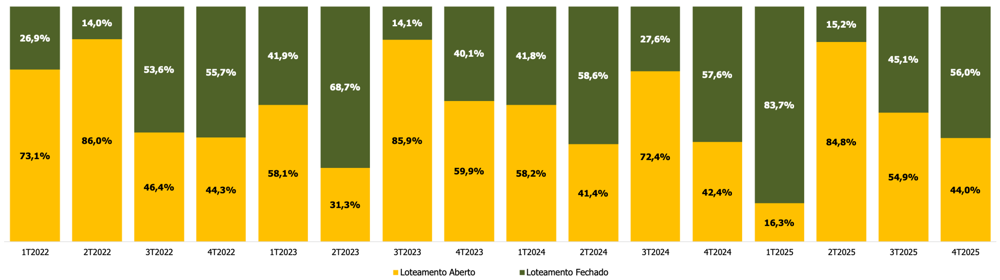 26,9% 14,0% 53,6% 55,7% 41,9% 68,7% 14,1% 40,1% 41,8% 58,6% 27,6% 57,6% 83,7% 15,2% 45,1% 56,0%
73,1% 86,0% 46,4% 44,3% 58,1% 31,3% 85,9% 59,9% 58,2% 41,4% 72,4% 42,4% 16,3% 84,8% 54,9% 44,0%
1T2022 2T2022 3T2022 4T2022 1T2023 2T2023 3T2023 4T2023 1T2024 2T2024 3T2024 4T2024 1T2025 2T2025 3T2025 4T2025
Loteamento Aberto Loteamento Fechado